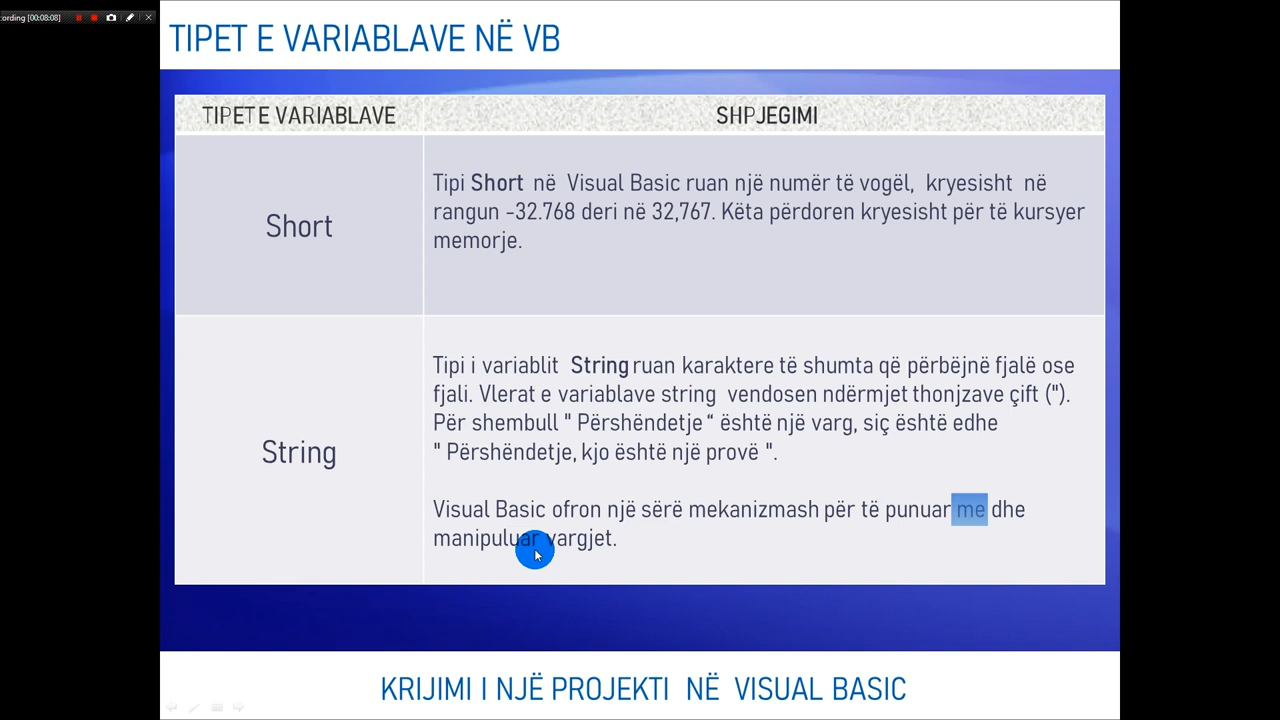 ording [00:08:08]
TIPET E VARIABLAVE NË VB
TIPET E VARIABLAVE
SHPJEGIMI
Short
Tipi Short në Visual Basic ruan një numër të vogël, kryesisht në
rangun -32.768 deri në 32,767. Këta përdoren kryesisht për të kursyer
memorje.
String
Tipi i variablit String ruan karaktere të shumta që përbëjnë fjalë ose
fjali. Vlerat e variablave string vendosen ndërmjet thonjzave çift (").
Për shembull " Përshëndetje “ është një varg, siç është edhe
" Përshëndetje, kjo është një provë ".
Visual Basic ofron një sërë mekanizmash për të punuar me dhe
manipuluar vargjet.
KRIJIMI I NJË PROJEKTI NË VISUAL BASIC